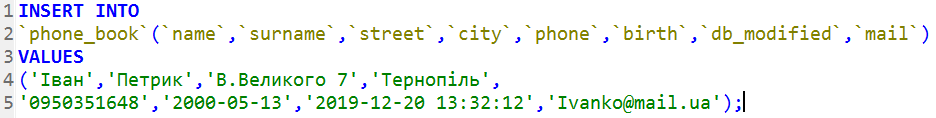 1 INSERT INTO
2 `phone_book`(`name`,`surname`,`street`,`city`,`phone`,`birth`,`db_modified`,`mail`)
3 VALUES
4 ('Іван','Петрик','В.Великого 7','Тернопіль',
5 '0950351648','2000-05-13','2019-12-20 13:32:12','Ivanko@mail.ua');